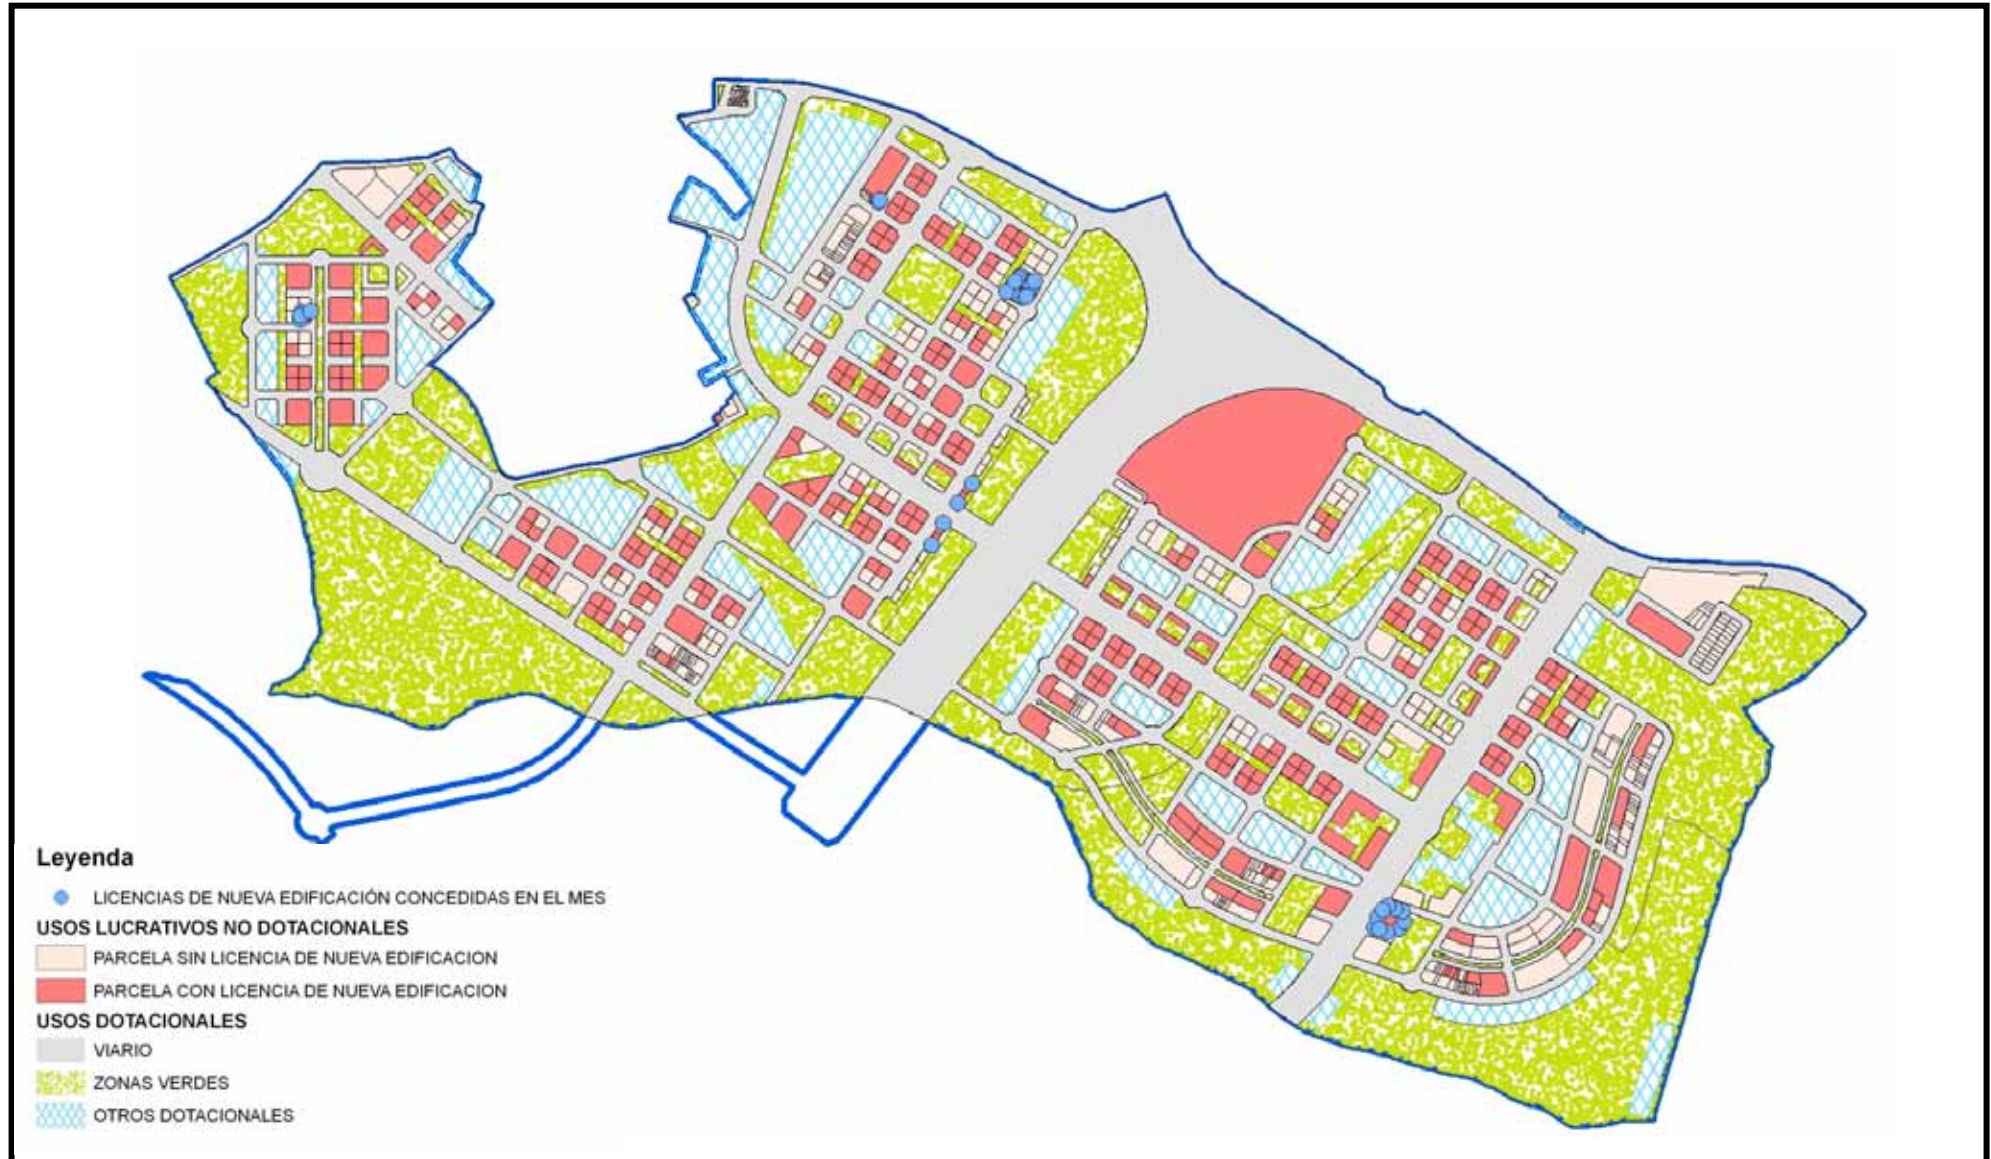 Leyenda
LICENCIAS DE NUEVA EDIFICACIÓN CONCEDIDAS EN EL MES
USOS LUCRATIVOS NO DOTACIONALES
PARCELA SIN LICENCIA DE NUEVA EDIFICACION
PARCELA CON LICENCIA DE NUEVA EDIFICACION
USOS DOTACIONALES
VIARIO
ZONAS VERDES
OTROS DOTACIONALES